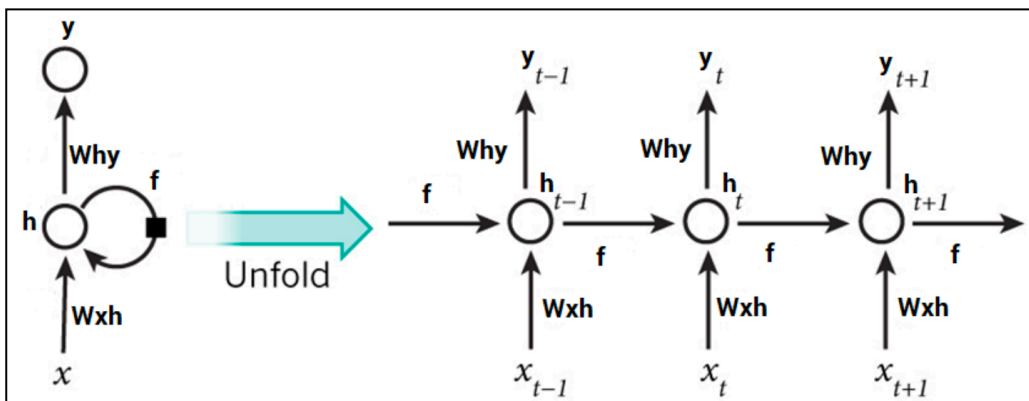 y
Why
f
h
Wxh
x
Unfold
y t−1
y t
y t+1
Why
Why
Why
f
h t−1
h t
h t+1
f
f
f
Wxh
Wxh
Wxh
x t−1
x t
x t+1